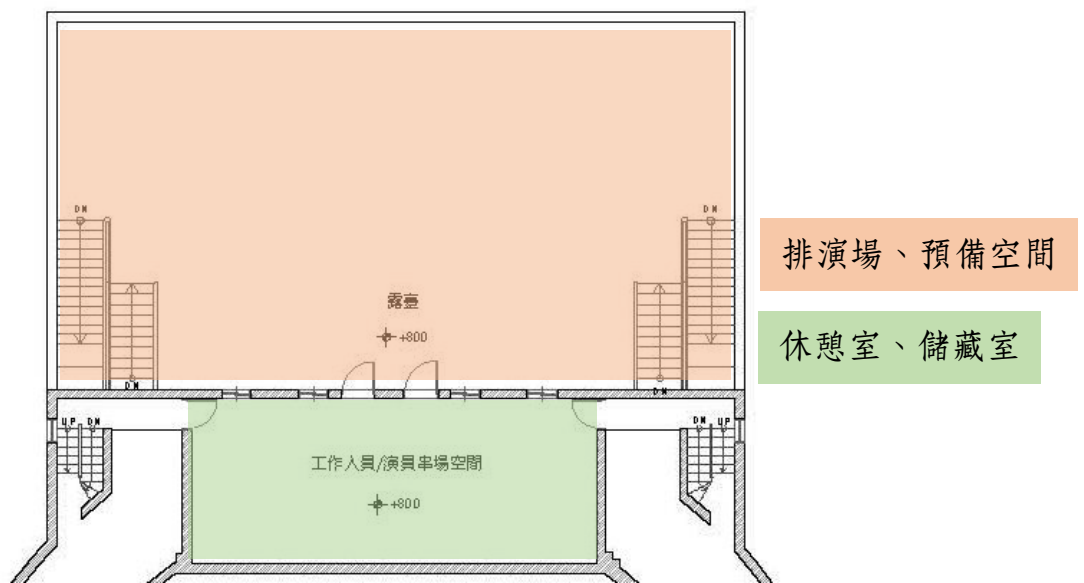 DN
DN
排演場、預備空間
露臺
+800
休憩室、儲藏室
DN
DN
UP DN
DN UP
工作人員/演員串場空間
+800